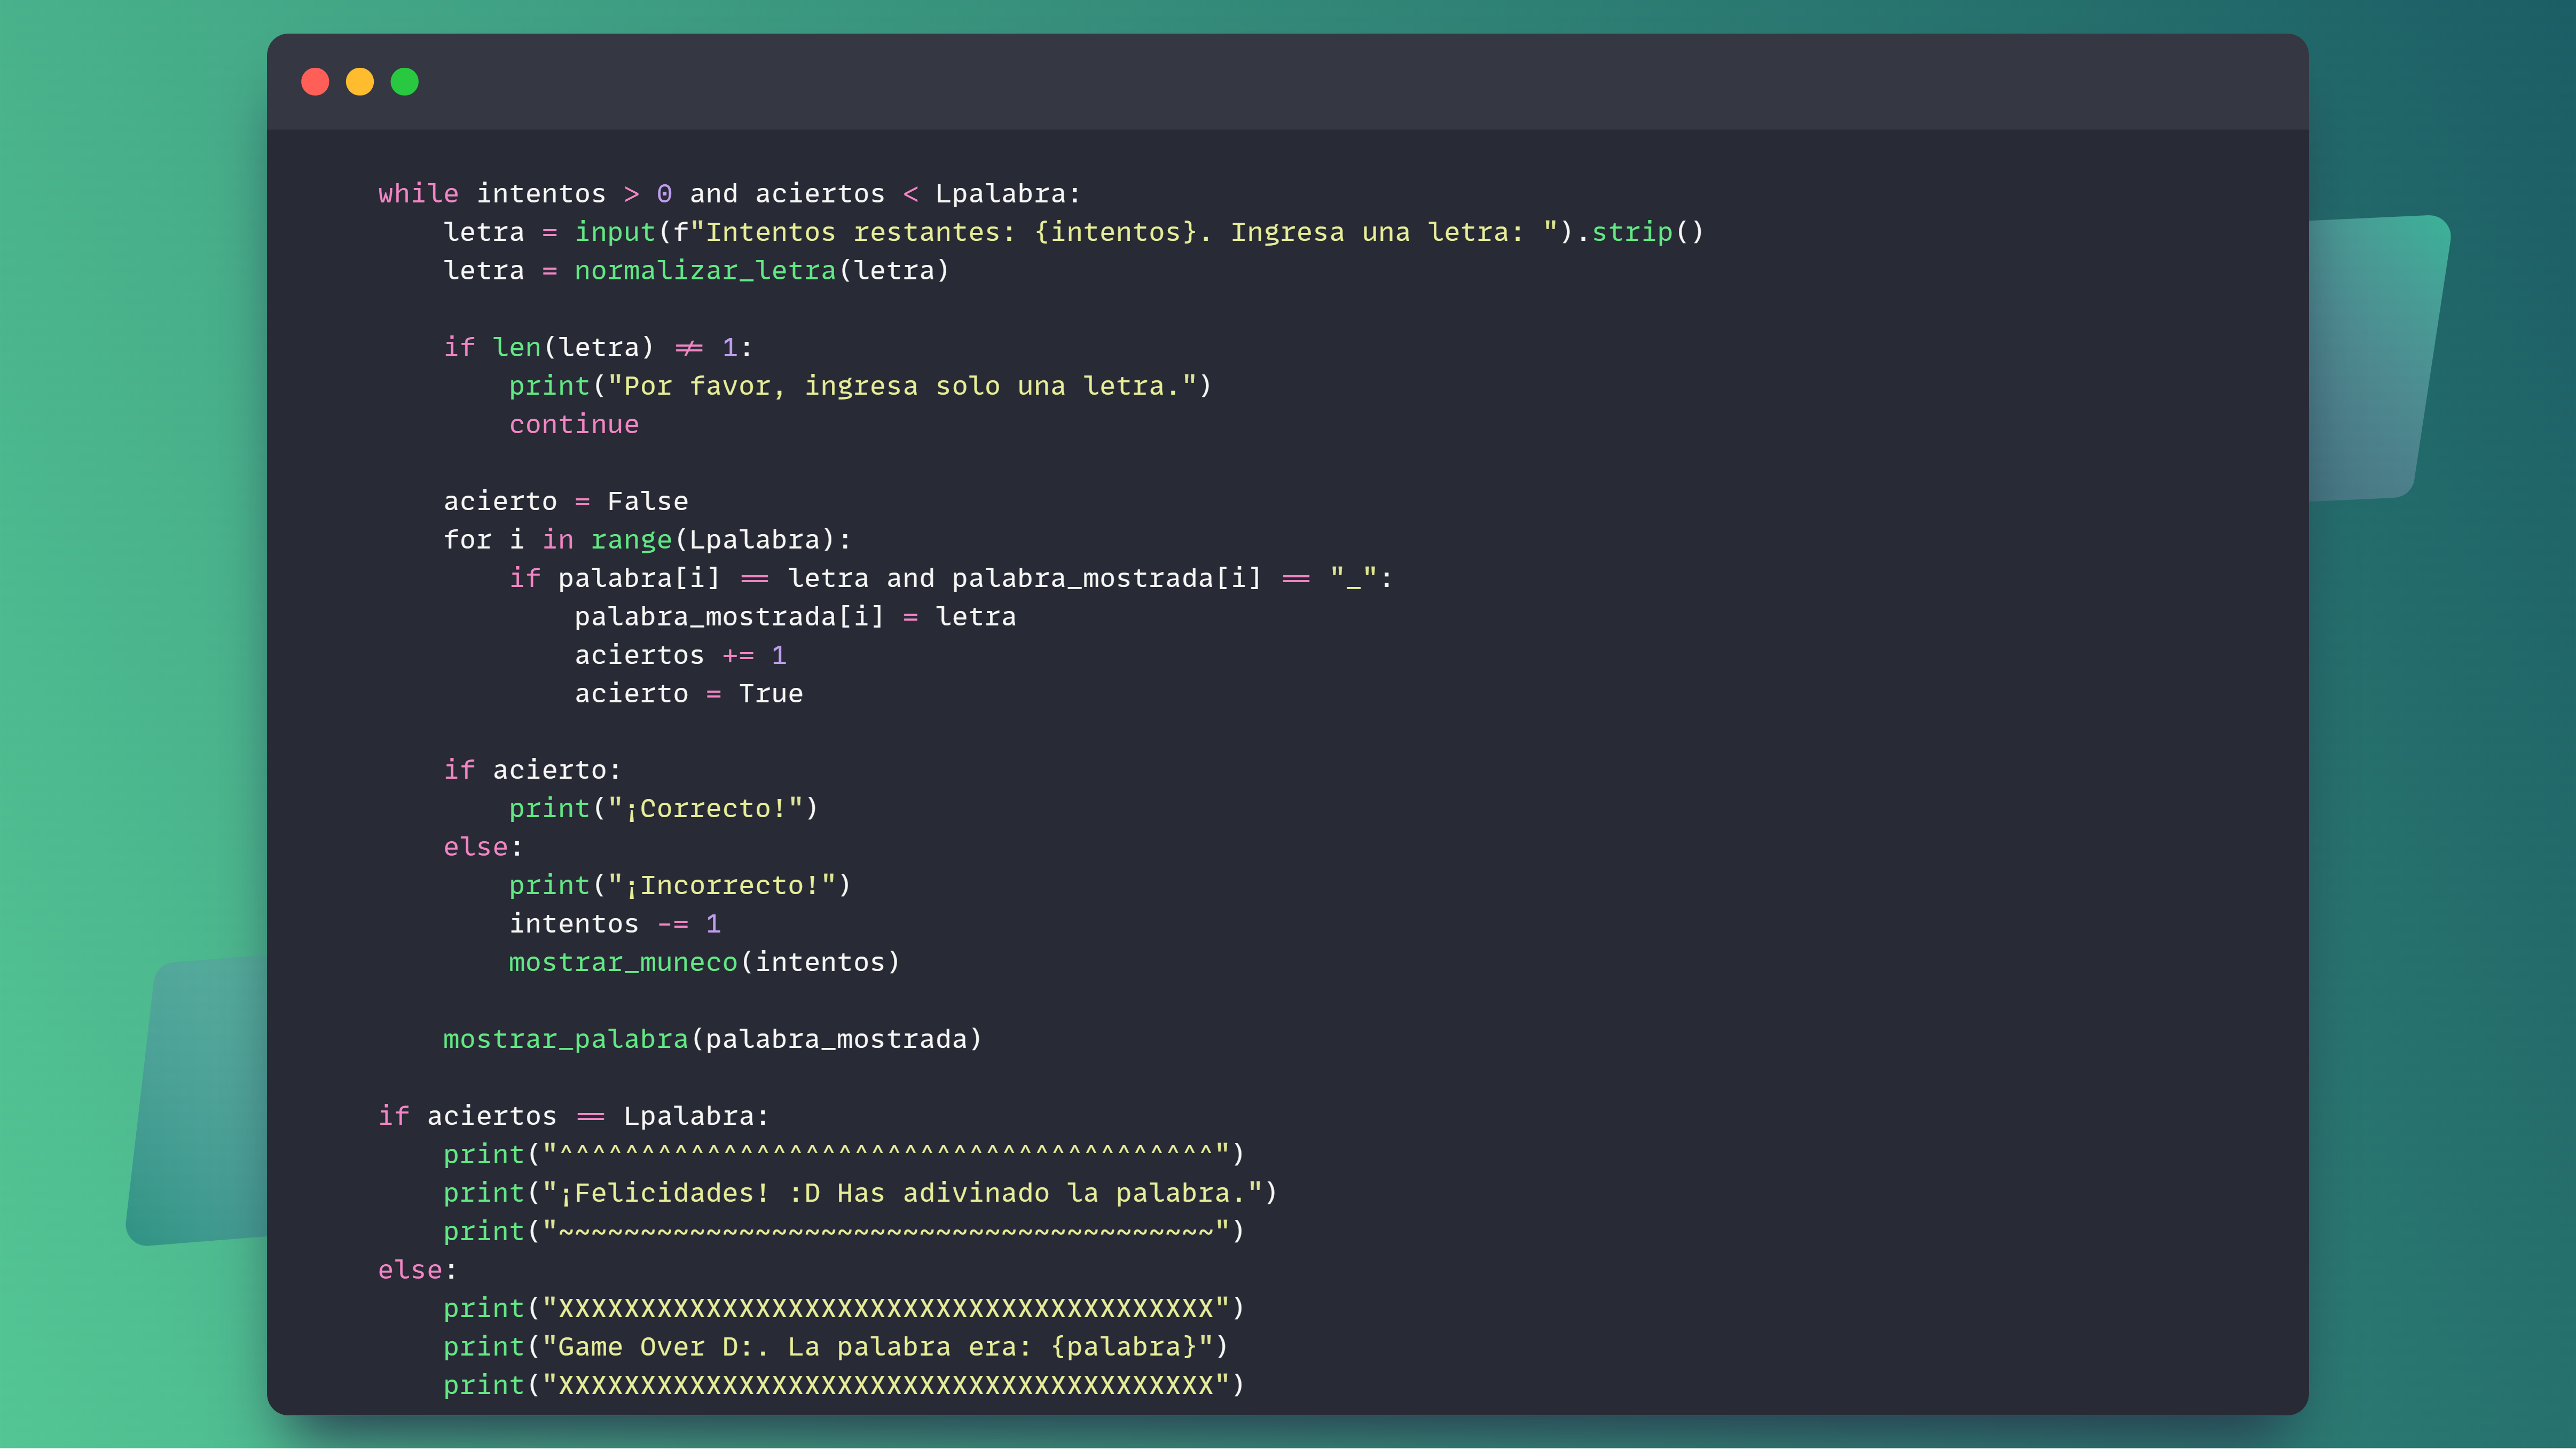 while intentos > 0 and aciertos < Lpalabra:
    letra = input(f"Intentos restantes: {intentos}. Ingresa una letra: ").strip()
    letra = normalizar_letra(letra)

    if len(letra) != 1:
        print("Por favor, ingresa solo una letra.")
        continue

    acierto = False
    for i in range(Lpalabra):
        if palabra[i] == letra and palabra_mostrada[i] == "_":
            palabra_mostrada[i] = letra
            aciertos += 1
            acierto = True

    if acierto:
        print("¡Correcto!")
    else:
        print("¡Incorrecto!")
        intentos -= 1
        mostrar_muneco(intentos)

    mostrar_palabra(palabra_mostrada)

if aciertos == Lpalabra:
    print("^^^^^^^^^^^^^^^^^^^^^^^^^^^^^^^^^^^^^^^^")
    print("¡Felicidades! :D Has adivinado la palabra.")
    print("~~~~~~~~~~~~~~~~~~~~~~~~~~~~~~~~~~~~~~~~")
else:
    print("XXXXXXXXXXXXXXXXXXXXXXXXXXXXXXXXXXXXXXXX")
    print("Game Over D:. La palabra era: {palabra}")
    print("XXXXXXXXXXXXXXXXXXXXXXXXXXXXXXXXXXXXXXXX")